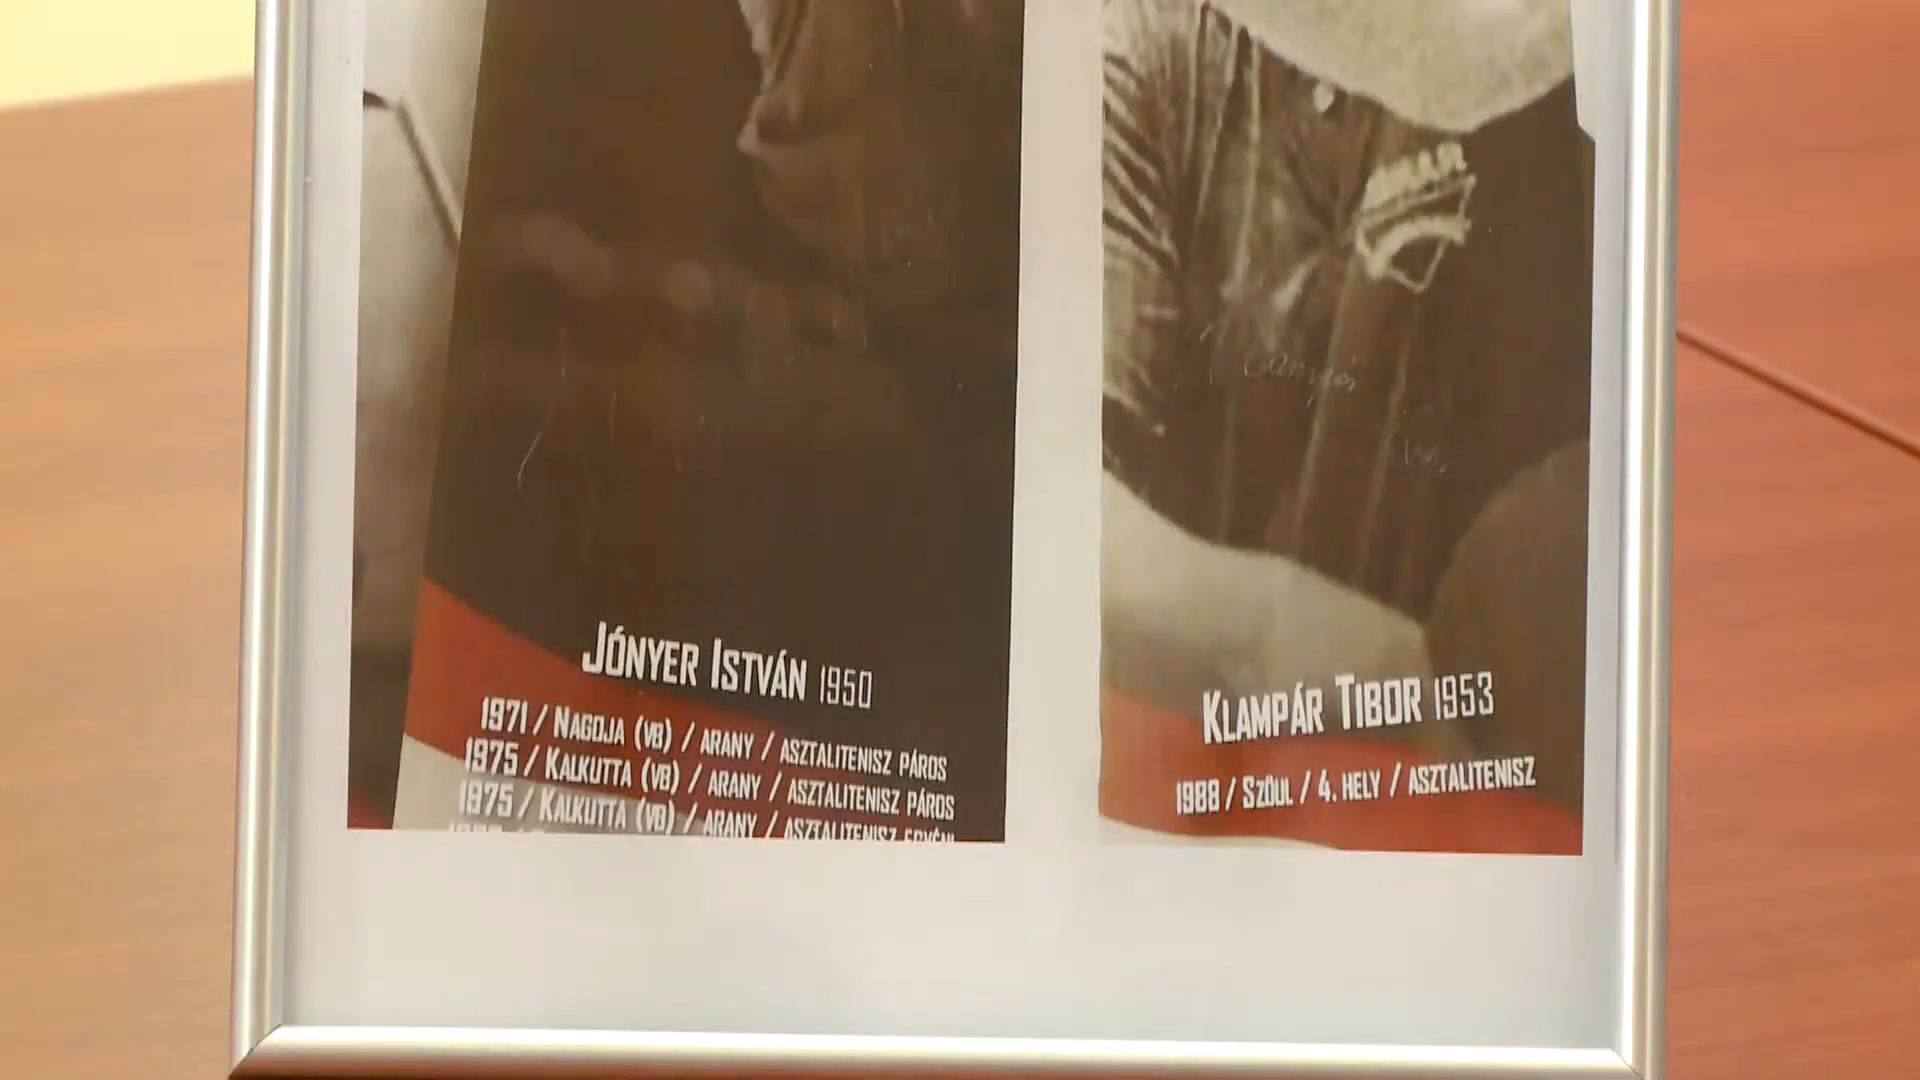 JÓNYER ISTVÁN 1950
1971 / NAGOJA (VB) / ARANY / ASZTALITENISZ PÁROS
1975 / KALKUTTA (VB) / ARANY / ASZTALITENISZ PÁROS
1975 / KALKUTTA (VB) / ARANY / ASZTALITENISZ EGYÉNI
KLAMPÁR TIBOR 1953
1988 / SZÖUL / 4. HELY / ASZTALITENISZ